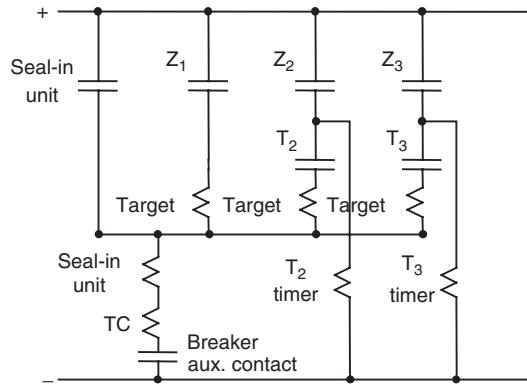 +
Seal-in
unit
Z1
Z2
Z3
T2
T3
Target
Target
Target
Seal-in
unit
T2
timer
T3
timer
TC
Breaker
aux. contact
–